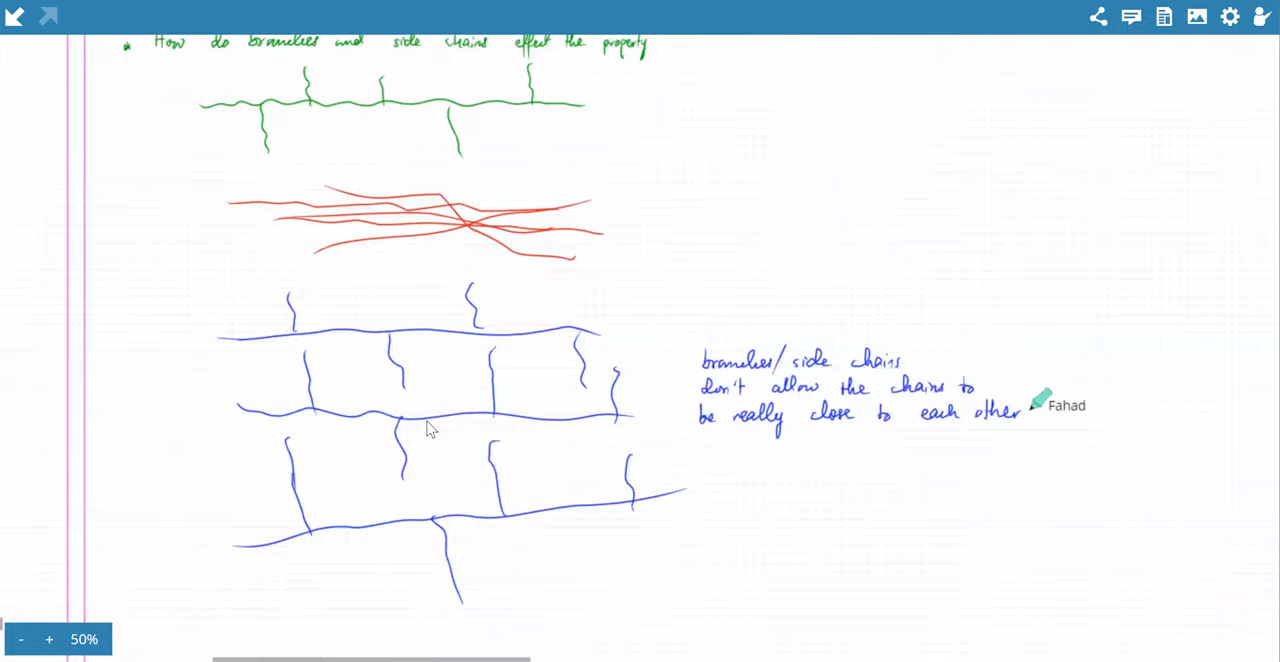 * How do branches and side chains effect the property
branches/side chains
don't allow the chains to
be really close to each other
Fahad
- + 50%